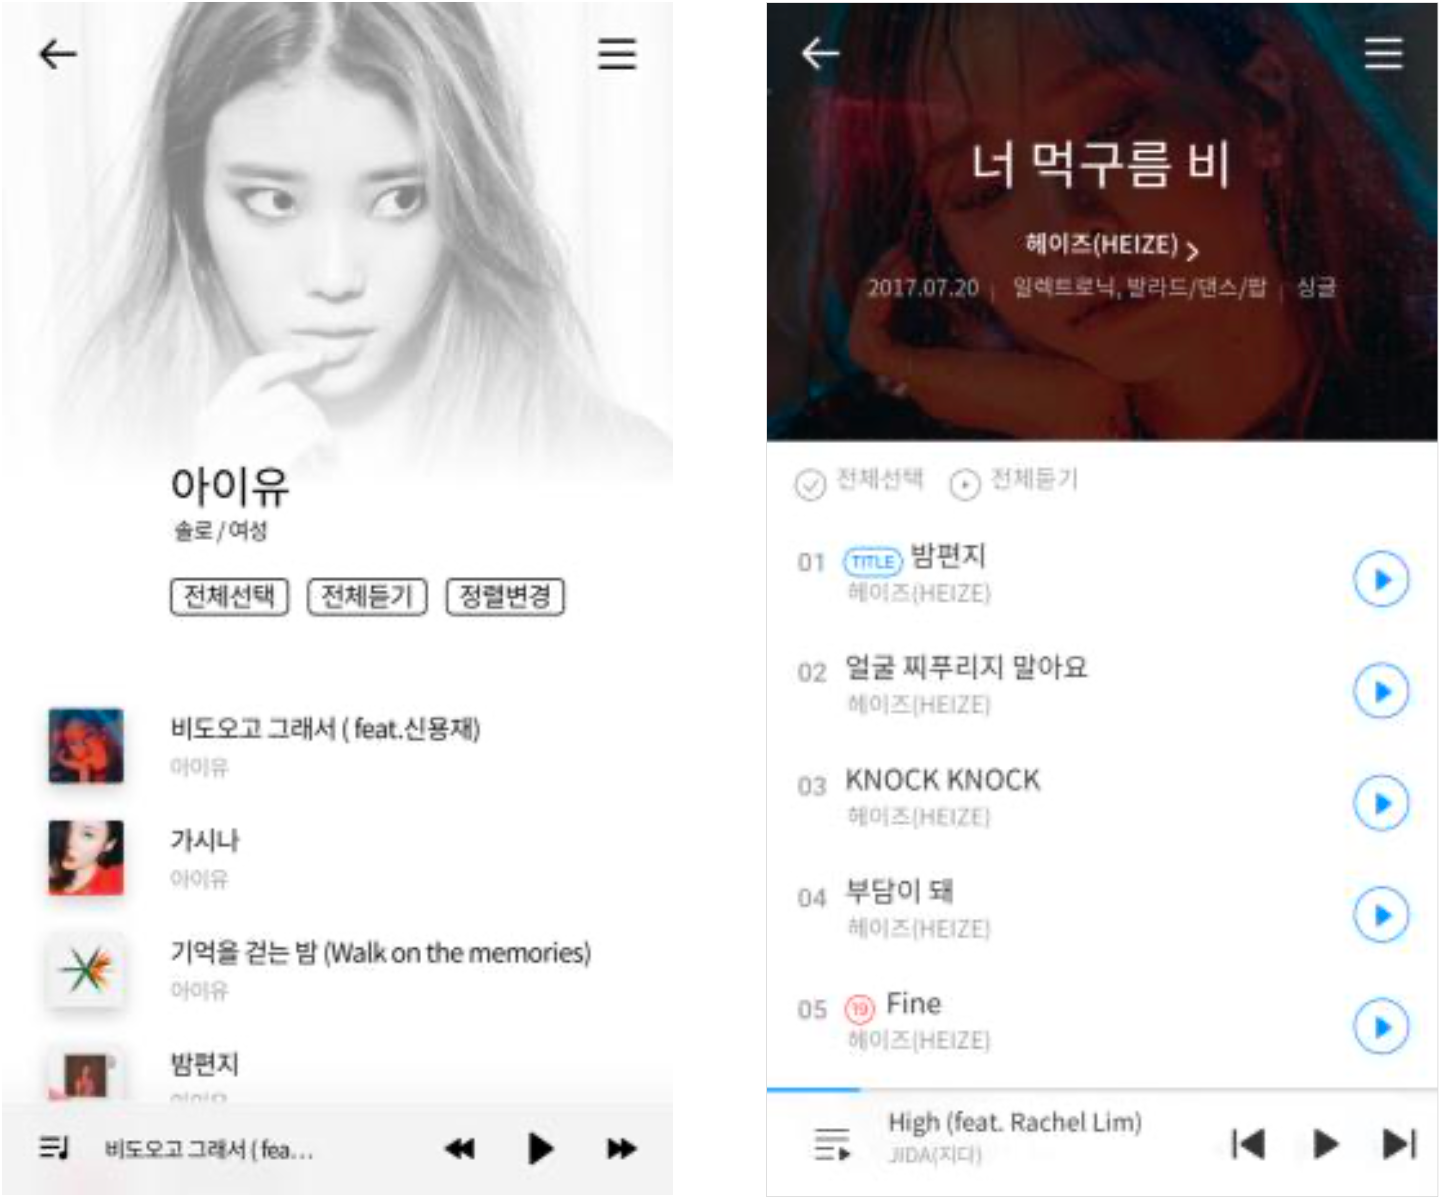 아이유
솔로 / 여성
전체선택 전체듣기 정렬변경
비도오고 그래서 ( feat.신용재)
아이유
가시나
아이유
기억을 걷는 밤 (Walk on the memories)
아이유
밤편지
아이유
비도오고 그래서 ( fea...
너 먹구름 비
헤이즈(HEIZE)
2017.07.20 | 일렉트로닉, 발라드/댄스/팝 | 싱글
전체선택 전체듣기
01 TITLE 밤편지
헤이즈(HEIZE)
02 얼굴 찌푸리지 말아요
헤이즈(HEIZE)
03 KNOCK KNOCK
헤이즈(HEIZE)
04 부담이 돼
헤이즈(HEIZE)
05 19 Fine
헤이즈(HEIZE)
High (feat. Rachel Lim)
JIDA(지다)